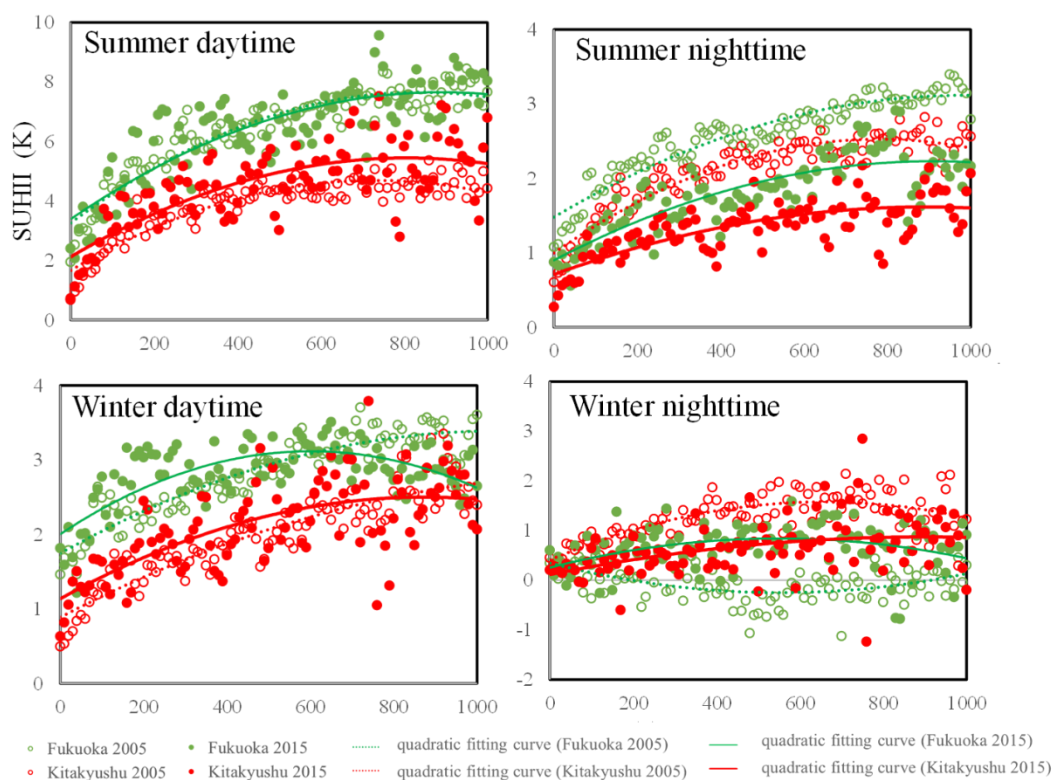 Summer daytime
SUHII (K)
10
8
6
4
2
0
0 200 400 600 800 1000
Summer nighttime
4
3
2
1
0
0 200 400 600 800 1000
Winter daytime
4
3
2
1
0
0 200 400 600 800 1000
Winter nighttime
4
3
2
1
0
-1
-2
0 200 400 600 800 1000
Fukuoka 2005 Fukuoka 2015 quadratic fitting curve (Fukuoka 2005) quadratic fitting curve (Fukuoka 2015)
Kitakyushu 2005 Kitakyushu 2015 quadratic fitting curve (Kitakyushu 2005) quadratic fitting curve (Kitakyushu 2015)